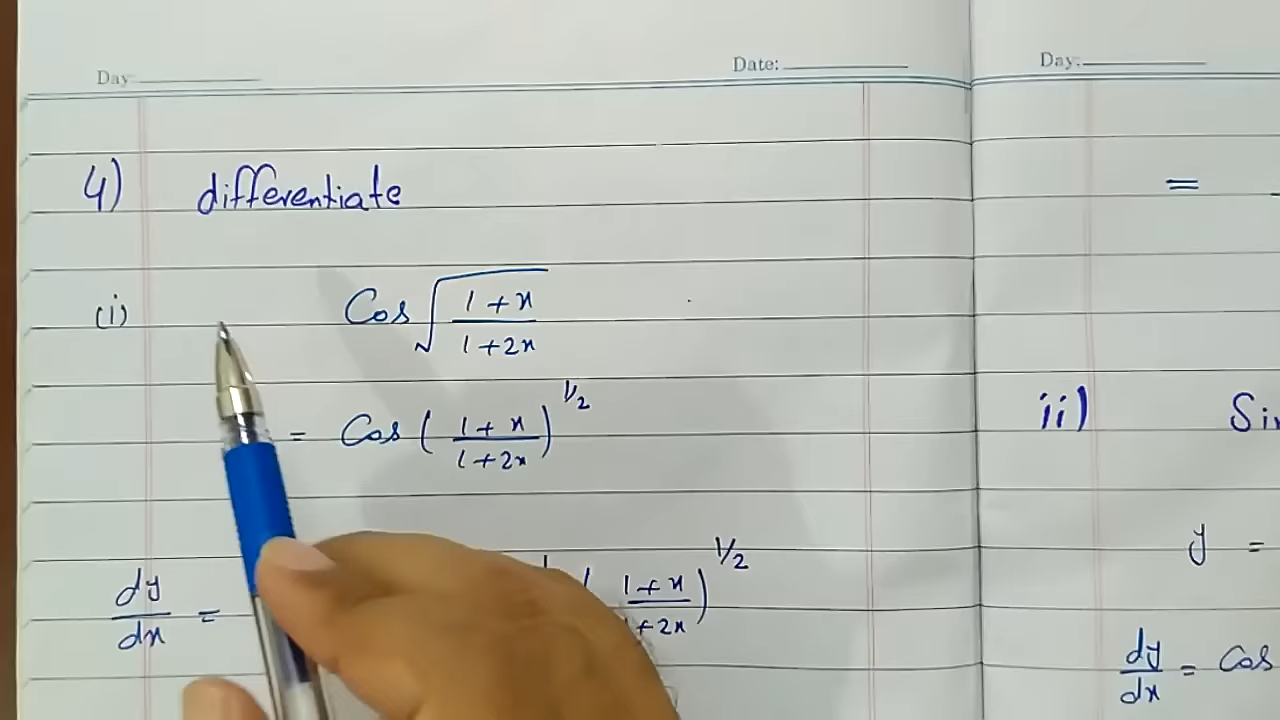 Day
Date:
4) differentiate
(i) Cos √((1+x)/(1+2x))
= Cos ((1+x)/(1+2x))^1/2
dy/dx = ((1+x)/(+2x))^1/2
Day:
=
ii) Sin
y =
dy/dx = Cos